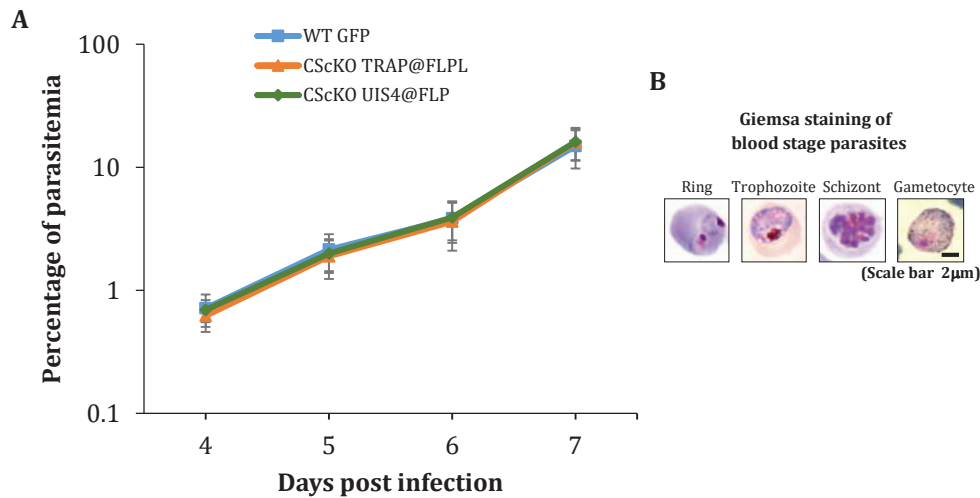 A
WT GFP
CScKO TRAP@FLPL
CScKO UIS4@FLP
Percentage of parasitemia
100
10
1
0.1
4 5 6 7
Days post infection
B
Giemsa staining of
blood stage parasites
Ring Trophozoite Schizont Gametocyte
(Scale bar 2μm)